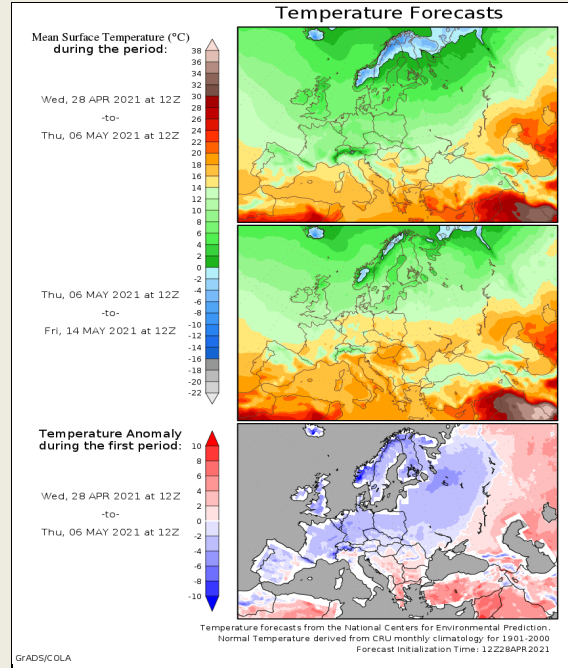 Temperature Forecasts
Mean Surface Temperature (°C)
during the period:
Wed, 28 APR 2021 at 12Z
-to-
Thu, 06 MAY 2021 at 12Z
38
36
34
32
30
28
26
24
22
20
18
16
14
12
10
8
6
4
2
0
-2
-4
-6
-8
-10
-12
-14
-16
-18
-20
-22
Thu, 06 MAY 2021 at 12Z
-to-
Fri, 14 MAY 2021 at 12Z
Temperature Anomaly
during the first period:
Wed, 28 APR 2021 at 12Z
-to-
Thu, 06 MAY 2021 at 12Z
10
8
6
4
2
0
-2
-4
-6
-8
-10
Temperature forecasts from the National Centers for Environmental Prediction.
Normal Temperature derived from CRU monthly climatology for 1901-2000
Forecast Initialization Time: 12Z28APR2021
GrADS/COLA